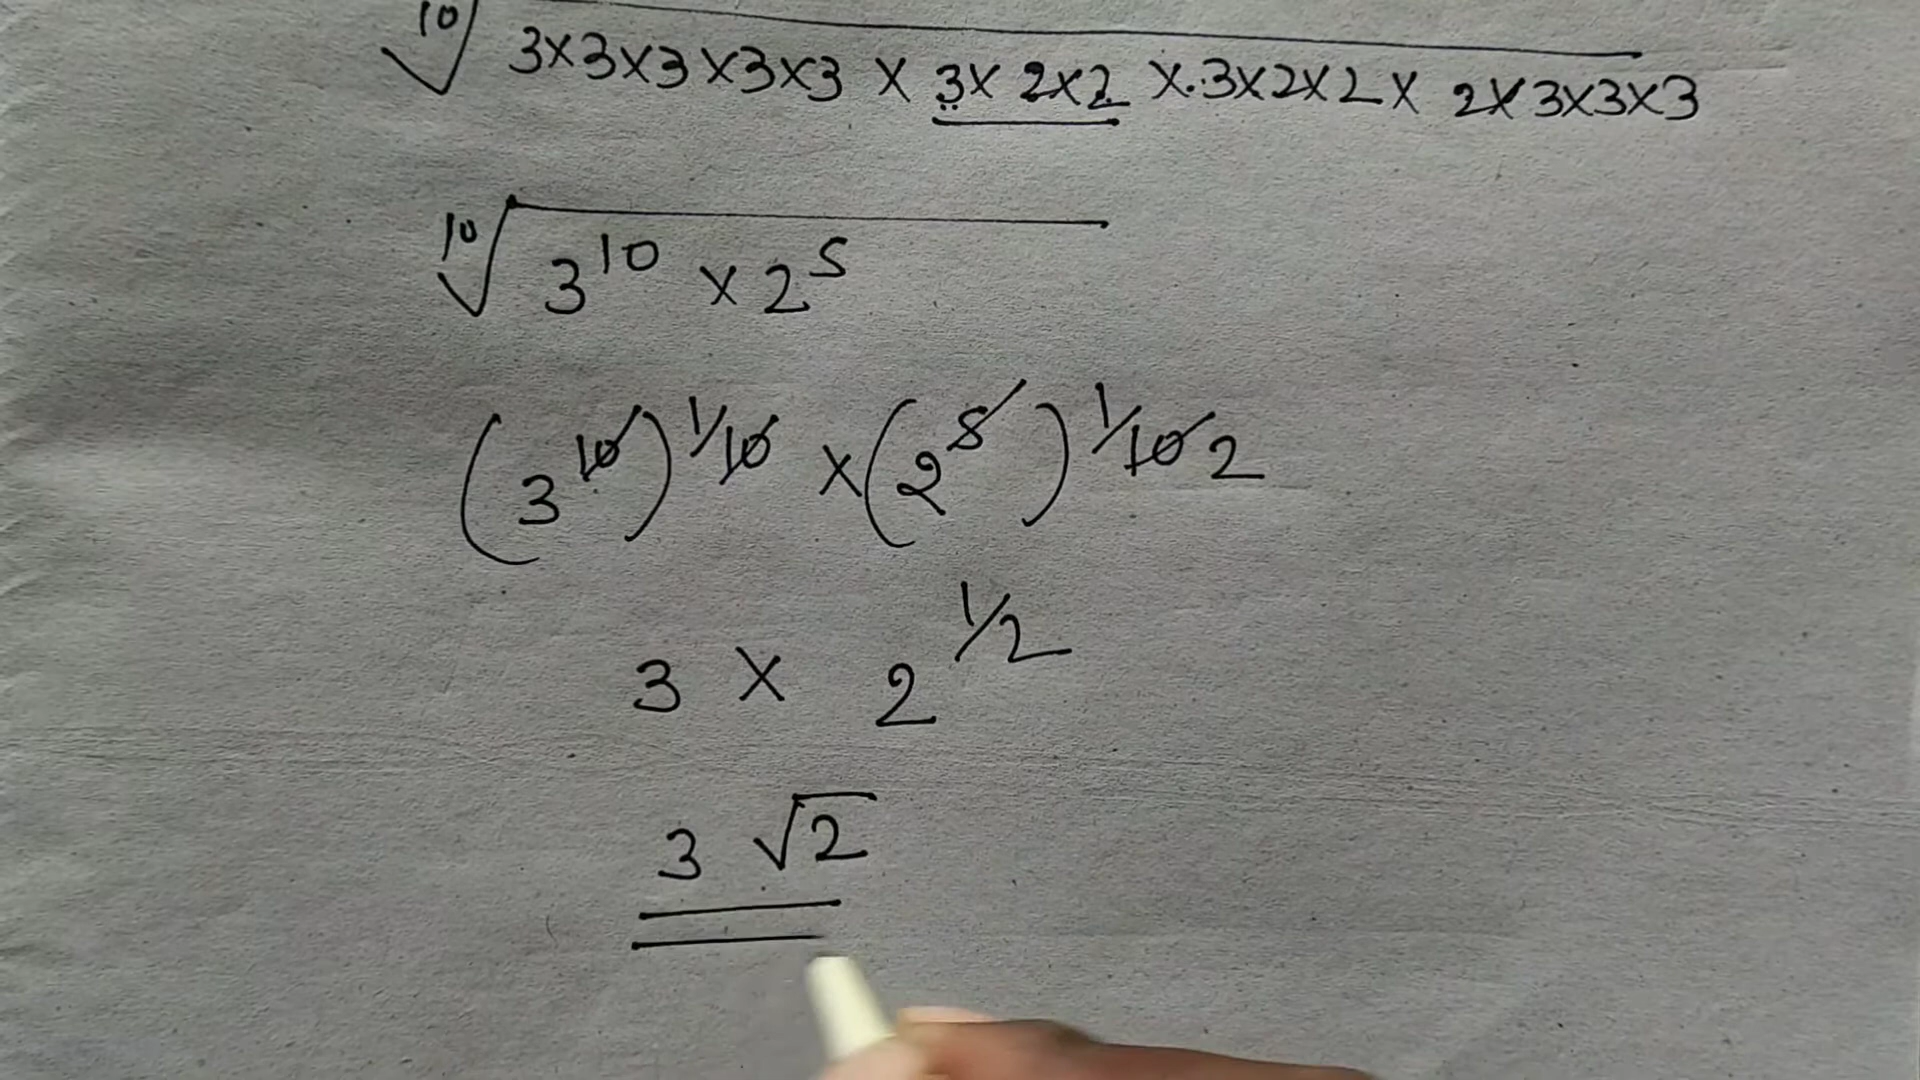 10√3×3×3×3×3 × 3×2×2 ×.3×2×2× 2×3×3×3
10√3^10 × 2^5
(3^10)^1/10 ×(2^5)^1/10 2
3 × 2^1/2
3 √2